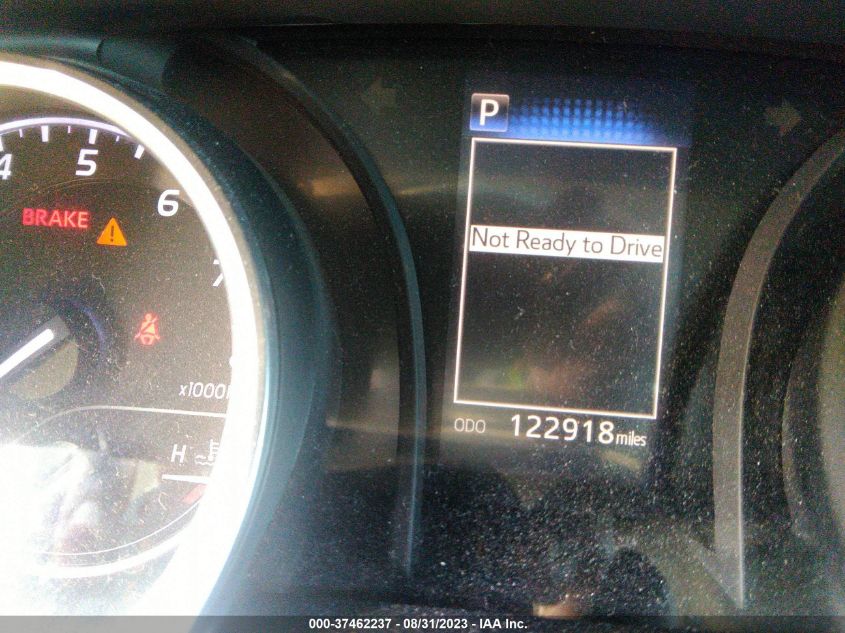 P
4 5 6 7
BRAKE
Not Ready to Drive
x1000r
ODO 122918 miles
H
000-37462237 - 08/31/2023 - IAA Inc.